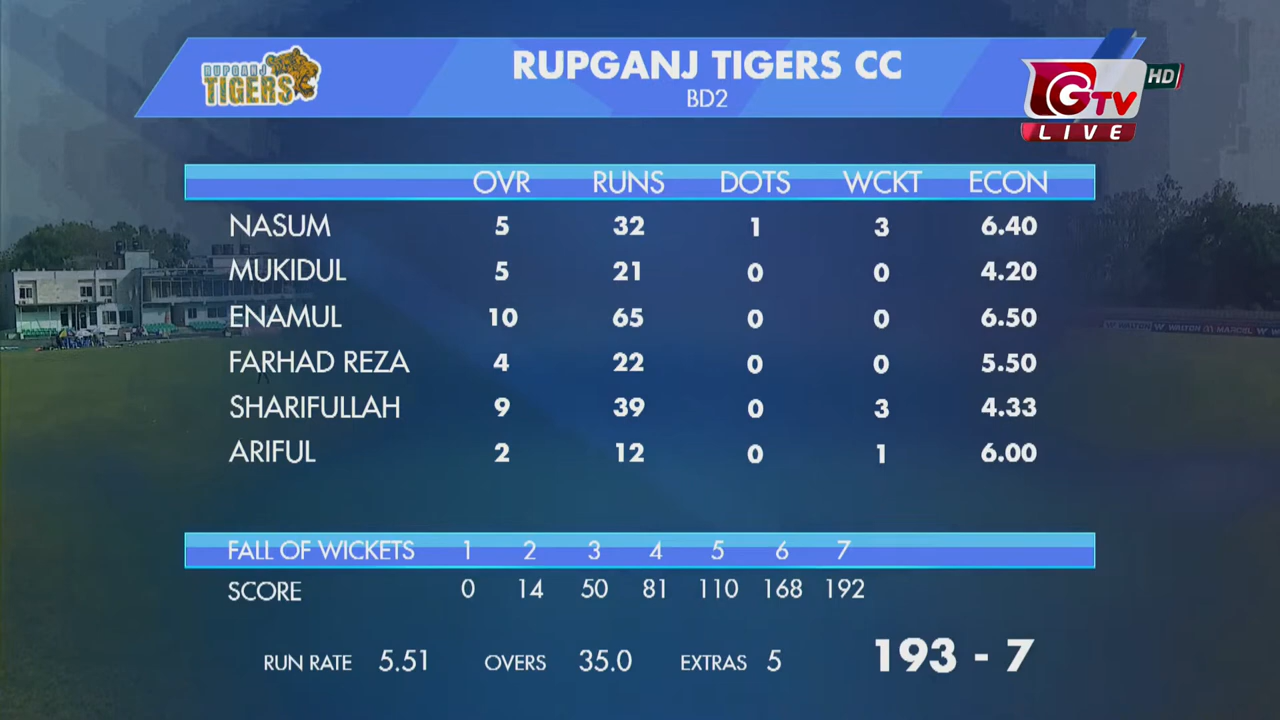 RUPGANJ TIGERS
RUPGANJ TIGERS CC
BD2
GTV HD
LIVE
OVR RUNS DOTS WCKT ECON
NASUM 5 32 1 3 6.40
MUKIDUL 5 21 0 0 4.20
ENAMUL 10 65 0 0 6.50
FARHAD REZA 4 22 0 0 5.50
SHARIFULLAH 9 39 0 3 4.33
ARIFUL 2 12 0 1 6.00
WALTON WALTON
FALL OF WICKETS 1 2 3 4 5 6 7
SCORE 0 14 50 81 110 168 192
RUN RATE 5.51 OVERS 35.0 EXTRAS 5 193 - 7